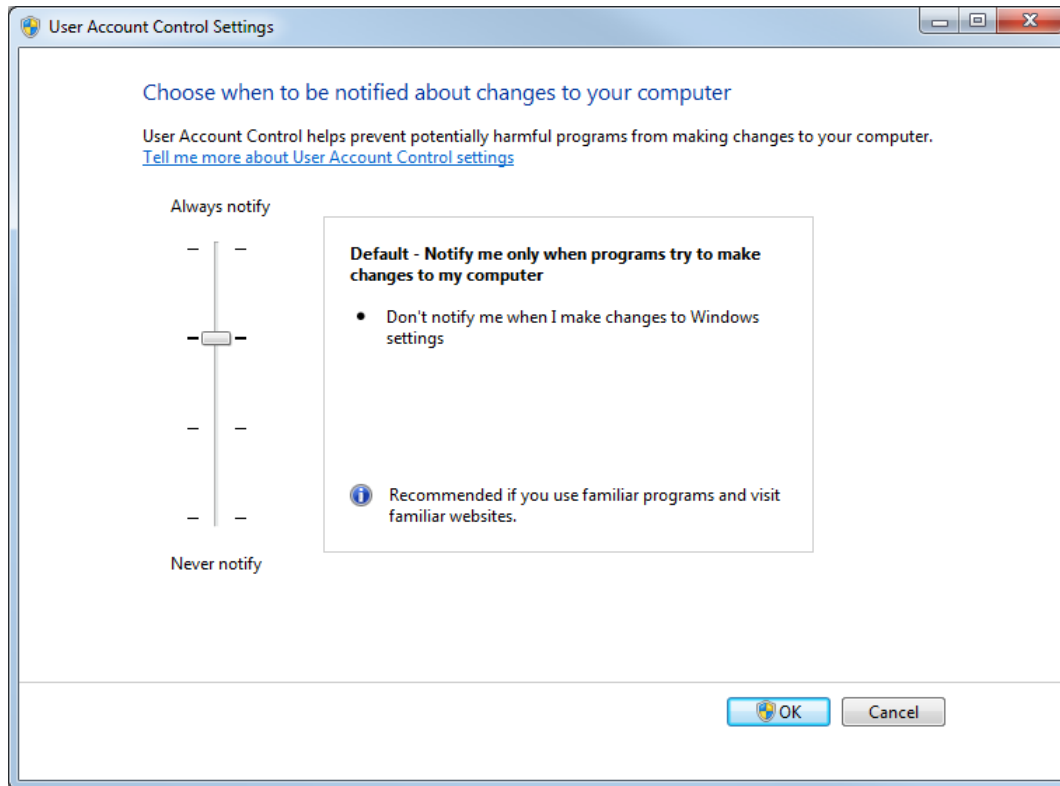 User Account Control Settings
Choose when to be notified about changes to your computer
User Account Control helps prevent potentially harmful programs from making changes to your computer.
Tell me more about User Account Control settings
Always notify
Default - Notify me only when programs try to make
changes to my computer
• Don't notify me when I make changes to Windows
settings
Recommended if you use familiar programs and visit
familiar websites.
Never notify
OK
Cancel